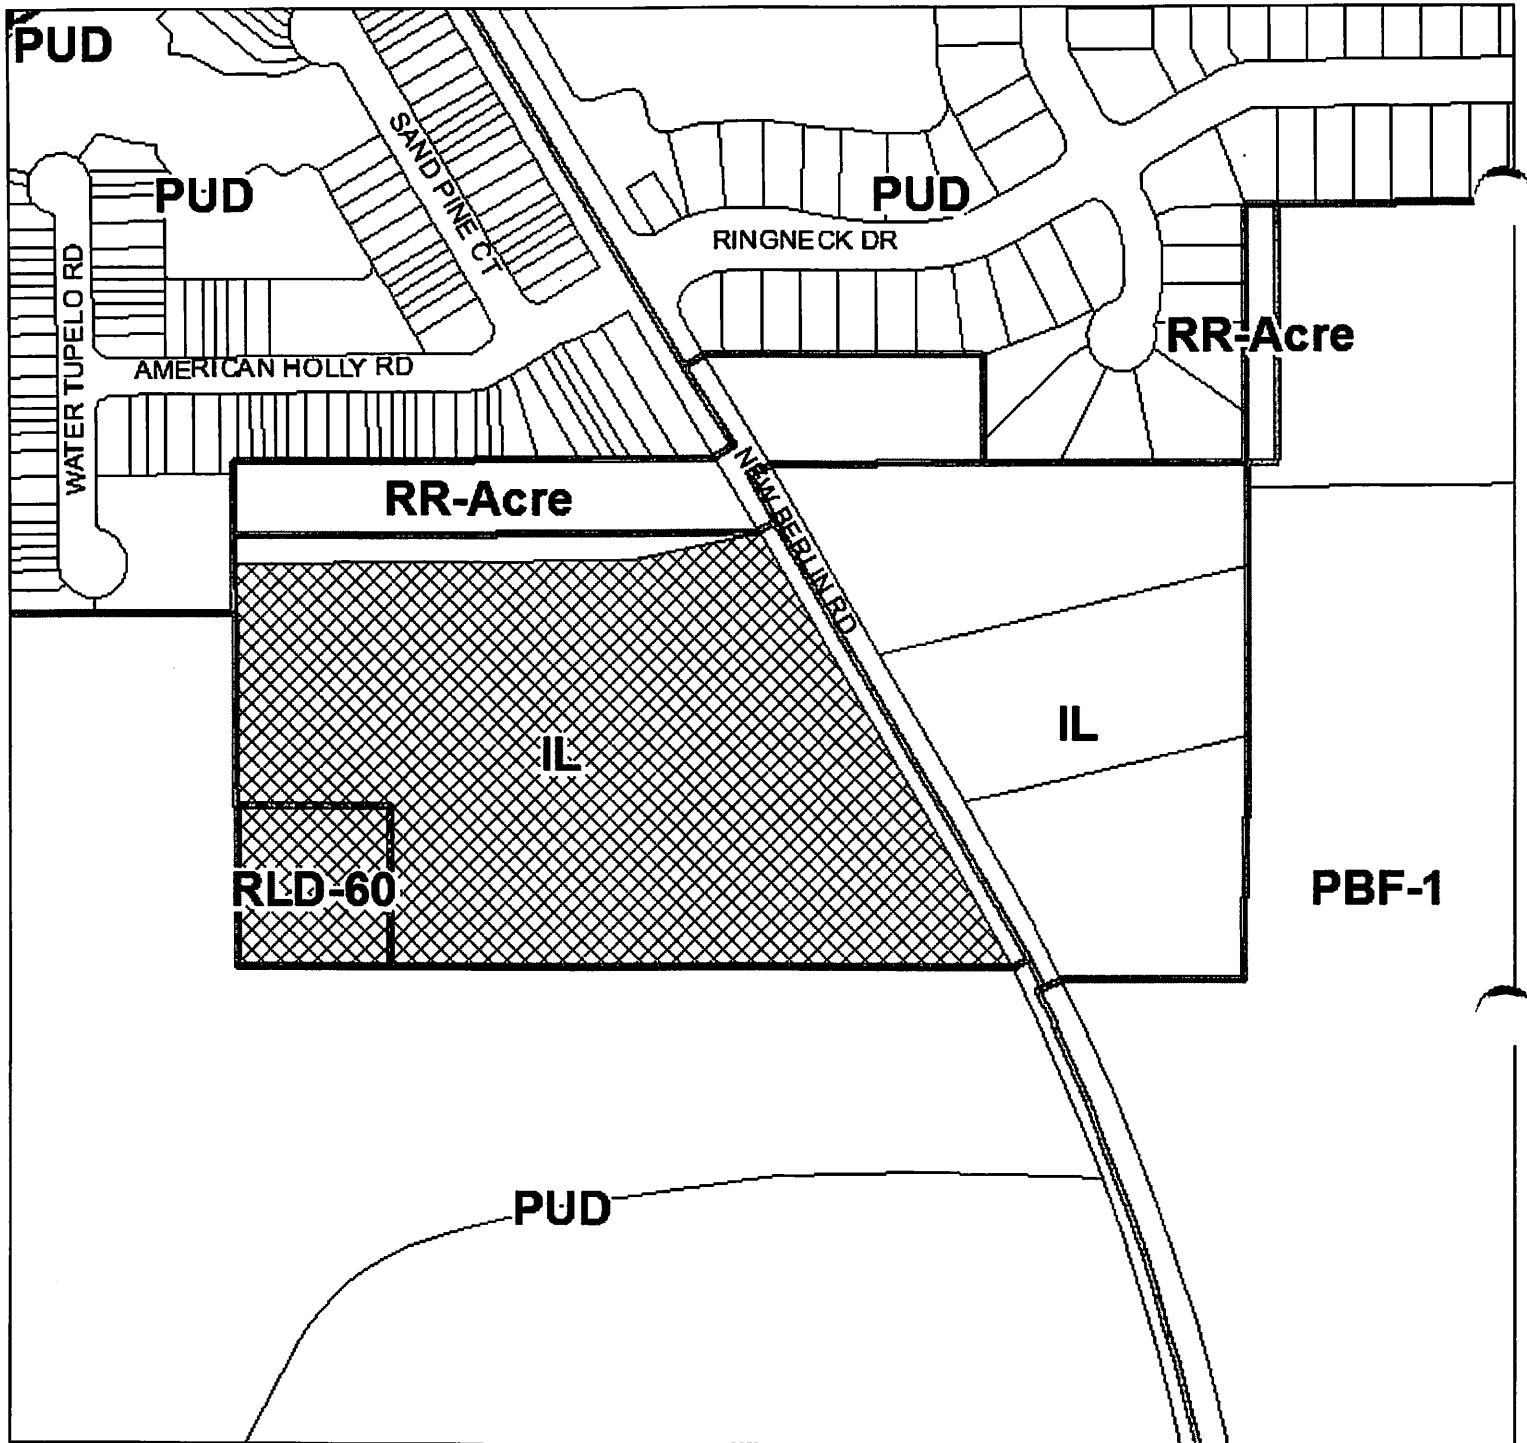 PUD
SAND PINE CT
PUD
PUD
RINGNECK DR
WATER TUPELO RD
RR-Acre
AMERICAN HOLLY RD
RR-Acre
NEW BERLIN RD
IL
IL
RLD-60
PBF-1
PUD